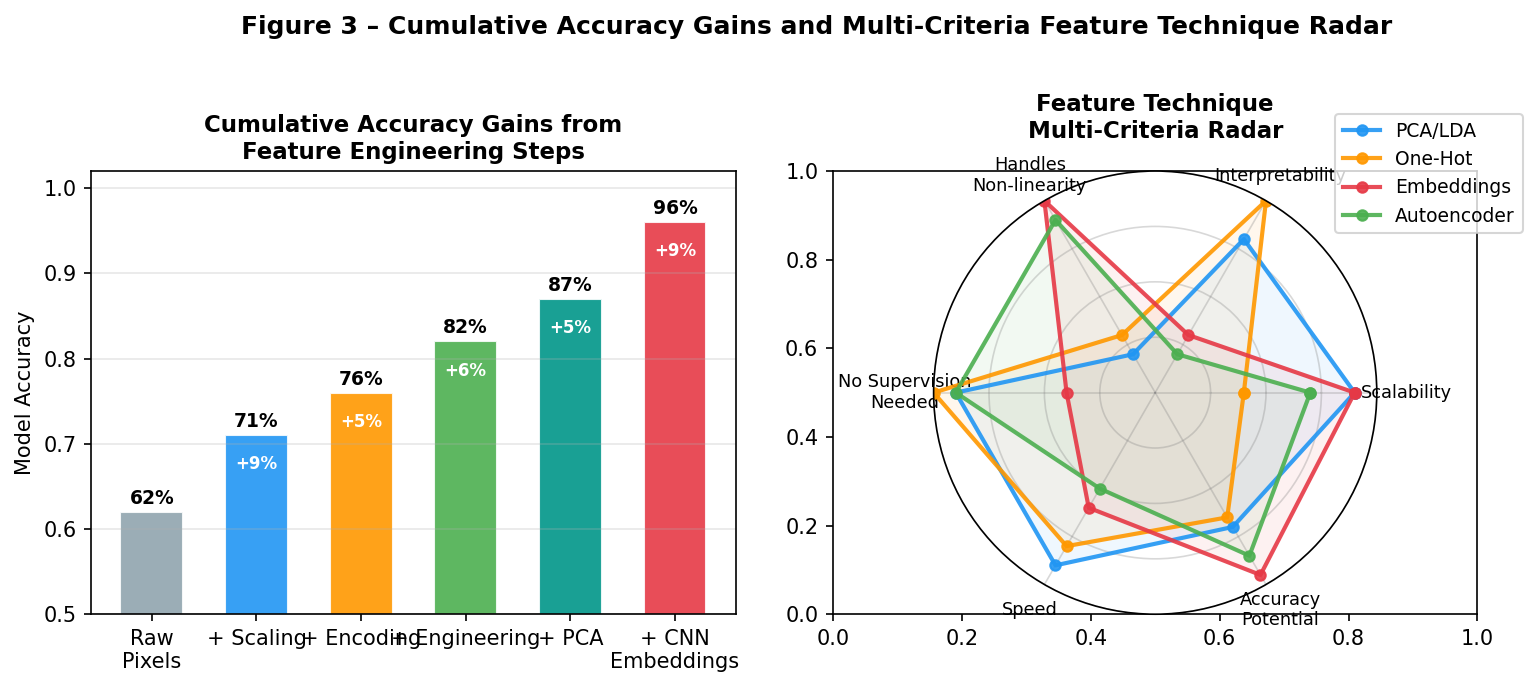 Figure 3 – Cumulative Accuracy Gains and Multi-Criteria Feature Technique Radar
Cumulative Accuracy Gains from
Feature Engineering Steps
Model Accuracy
1.0
0.9
0.8
0.7
0.6
0.5
62%
71%
+9%
76%
+5%
82%
+6%
87%
+5%
96%
+9%
Raw
Pixels
+ Scaling
+ Encoding
+ Engineering
+ PCA
+ CNN
Embeddings
Feature Technique
Multi-Criteria Radar
PCA/LDA
One-Hot
Embeddings
Autoencoder
Handles
Non-linearity
Interpretability
No Supervision
Needed
Scalability
Speed
Accuracy
Potential
1.0
0.8
0.6
0.4
0.2
0.0
0.0
0.2
0.4
0.6
0.8
1.0